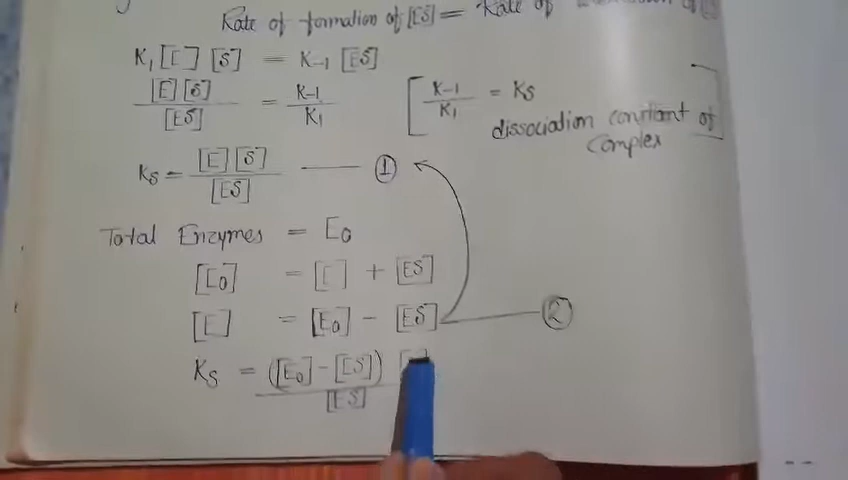 Rate of formation of [ES] = Rate of
K₁[E][S] = K₋₁[ES]
[E][S] / [ES] = K₋₁ / K₁ [ K₋₁ / K₁ = Ks
dissociation constant of
Complex ]
Ks = [E][S] / [ES] —— ①
Total Enzymes = E₀
[E₀] = [E] + [ES]
[E] = [E₀] - [ES] —— ②
Ks = ([E₀] - [ES]) / [ES]